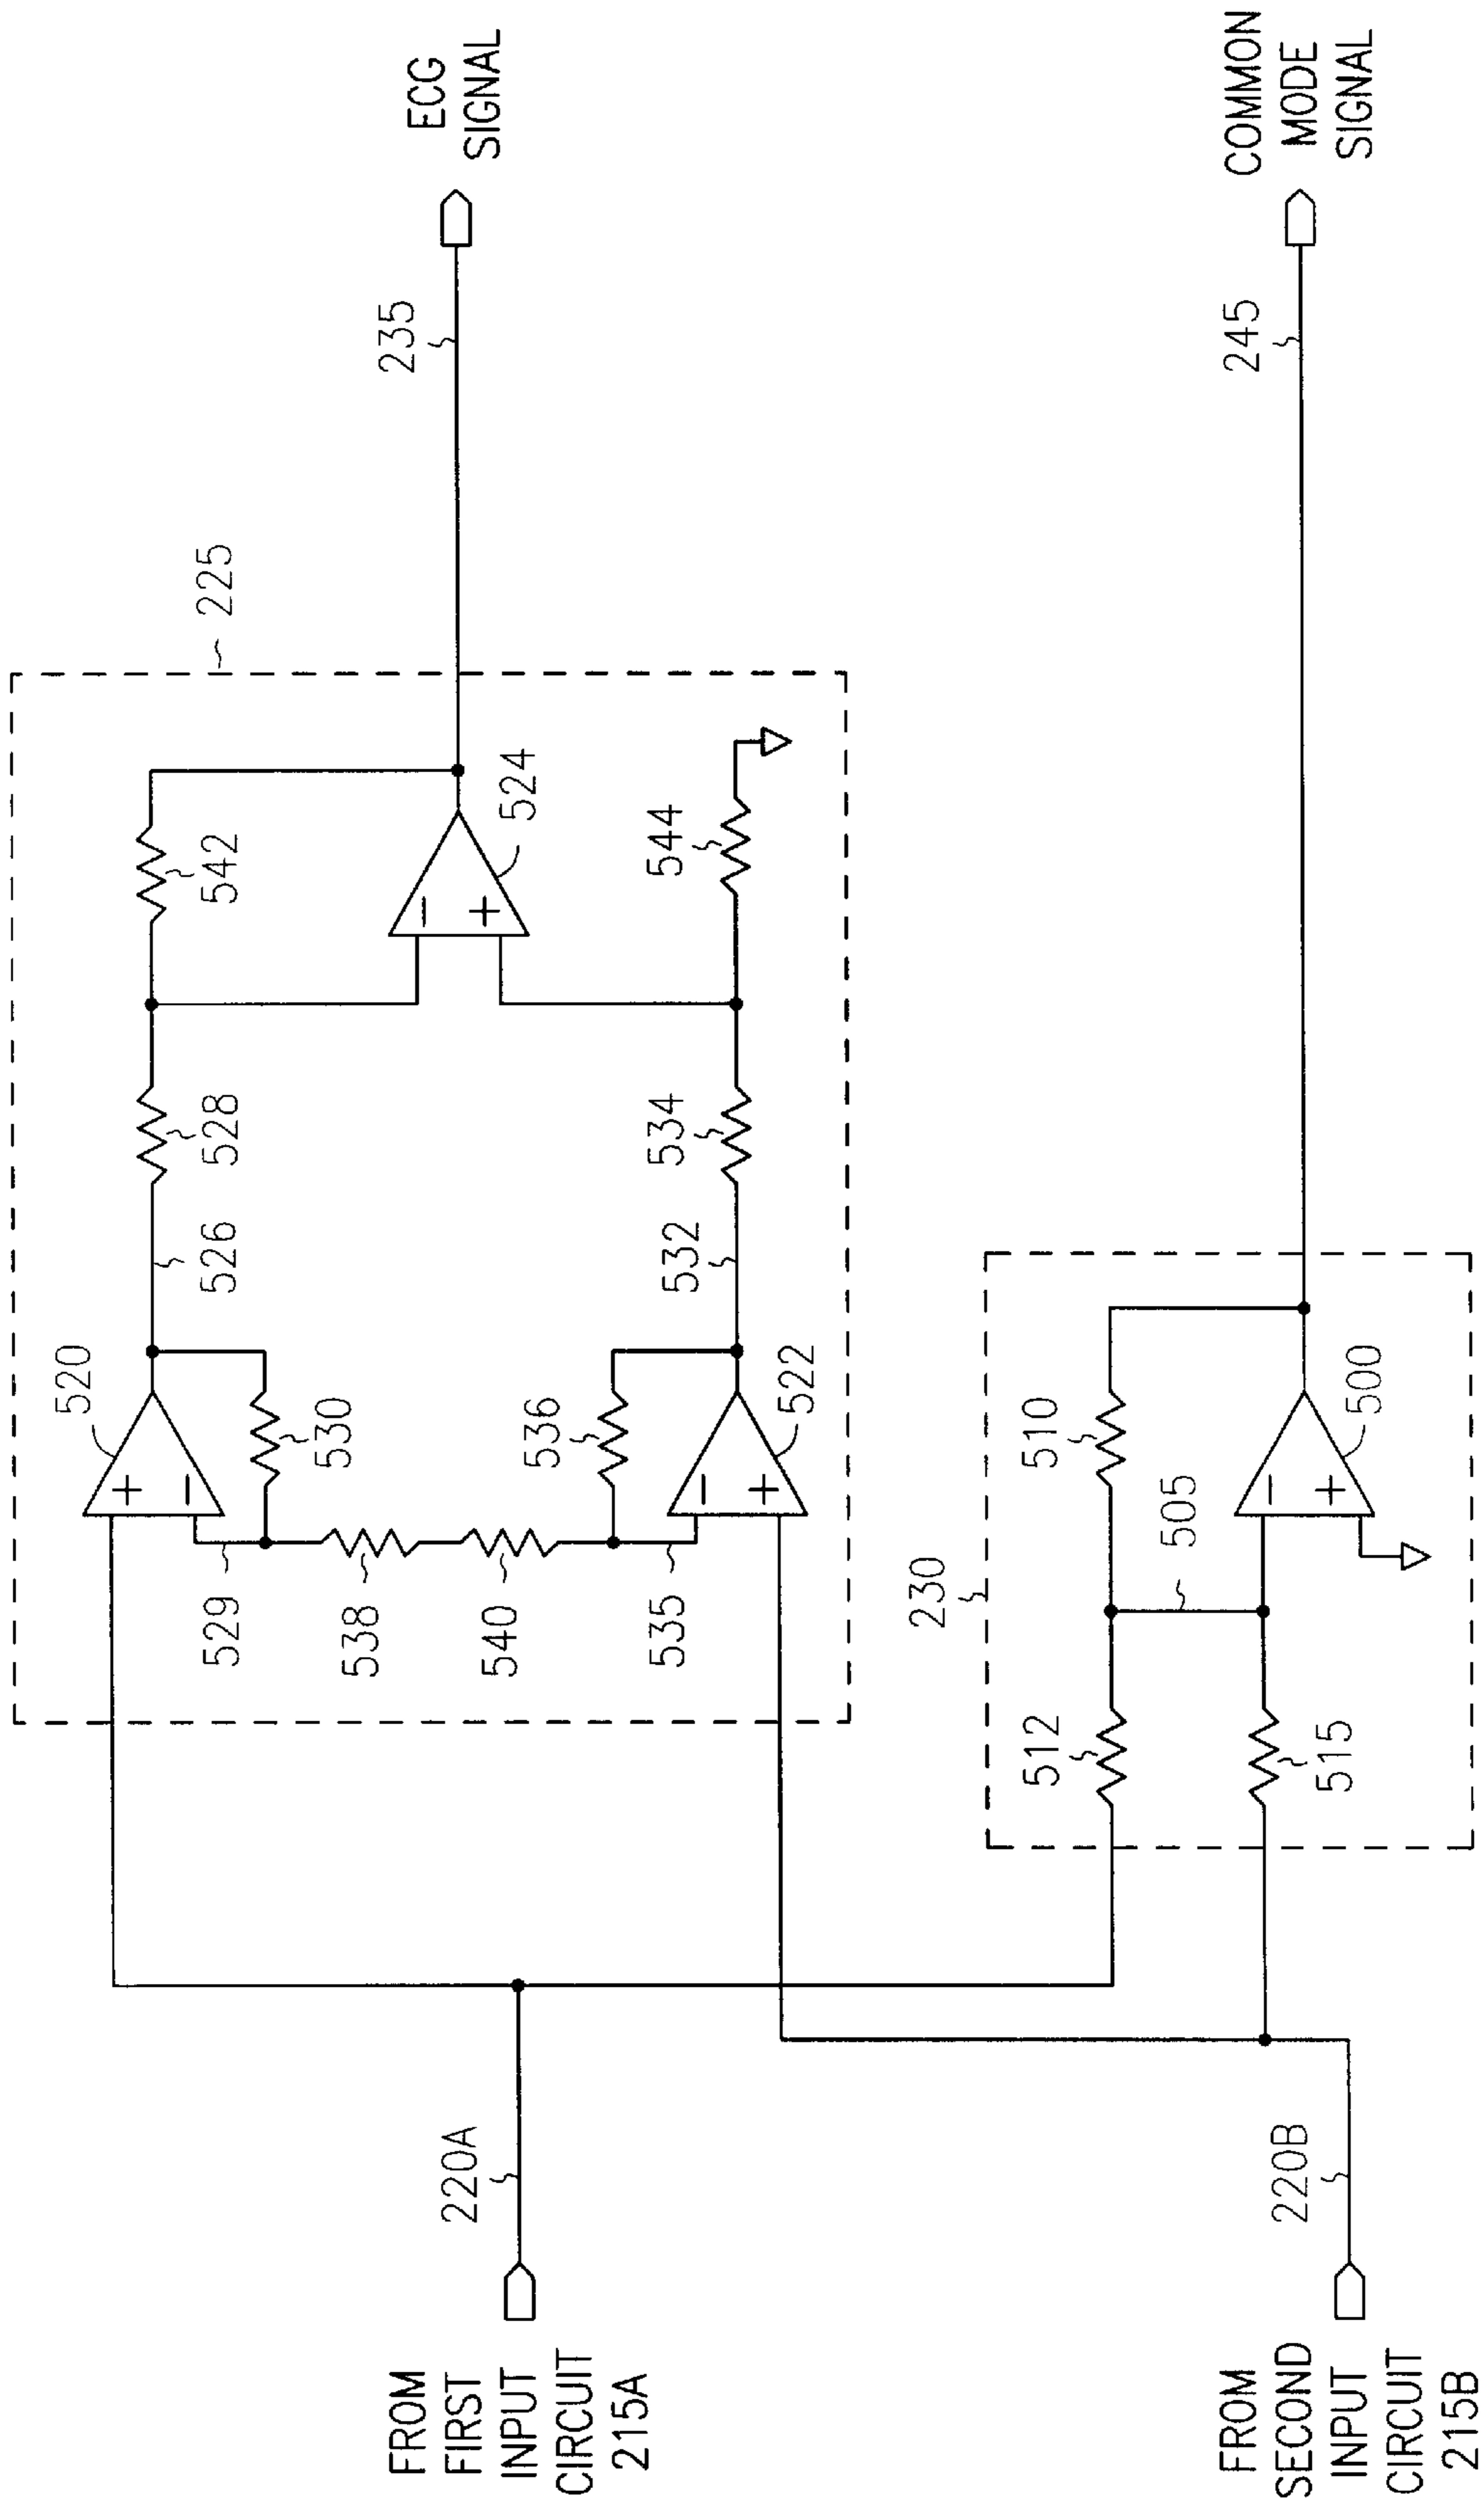 225
520
526
528
542
524
530
529
538
540
536
535
522
532
534
544
ECG
SIGNAL
235
FROM
FIRST
INPUT
CIRCUIT
215A
220A
230
512
510
505
515
500
FROM
SECOND
INPUT
CIRCUIT
215B
220B
245
COMMON
MODE
SIGNAL
+
−
−
+
−
+
−
+